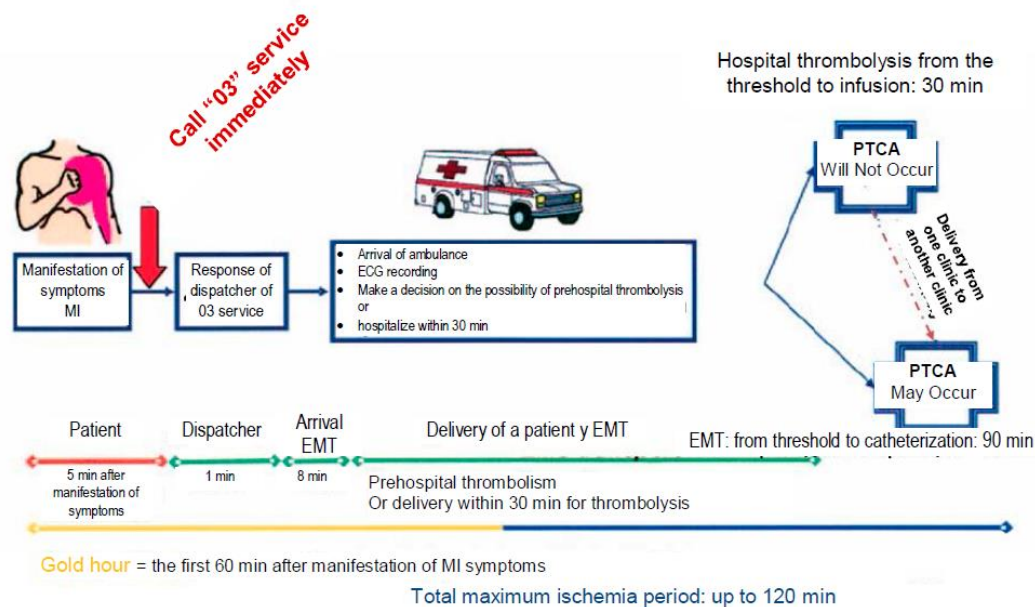 Call “03” service
immediately
Hospital thrombolysis from the
threshold to infusion: 30 min
PTCA
Will Not Occur
Delivery from
one clinic to
another clinic
PTCA
May Occur
Manifestation of
symptoms
MI
Response of
dispatcher of
03 service
• Arrival of ambulance
• ECG recording
• Make a decision on the possibility of prehospital thrombolysis
or
• hospitalize within 30 min
Patient
Dispatcher
Arrival
EMT
Delivery of a patient y EMT
EMT: from threshold to catheterization: 90 min
5 min after
manifestation of
symptoms
1 min
8 min
Prehospital thrombolism
Or delivery within 30 min for thrombolysis
Gold hour = the first 60 min after manifestation of MI symptoms
Total maximum ischemia period: up to 120 min